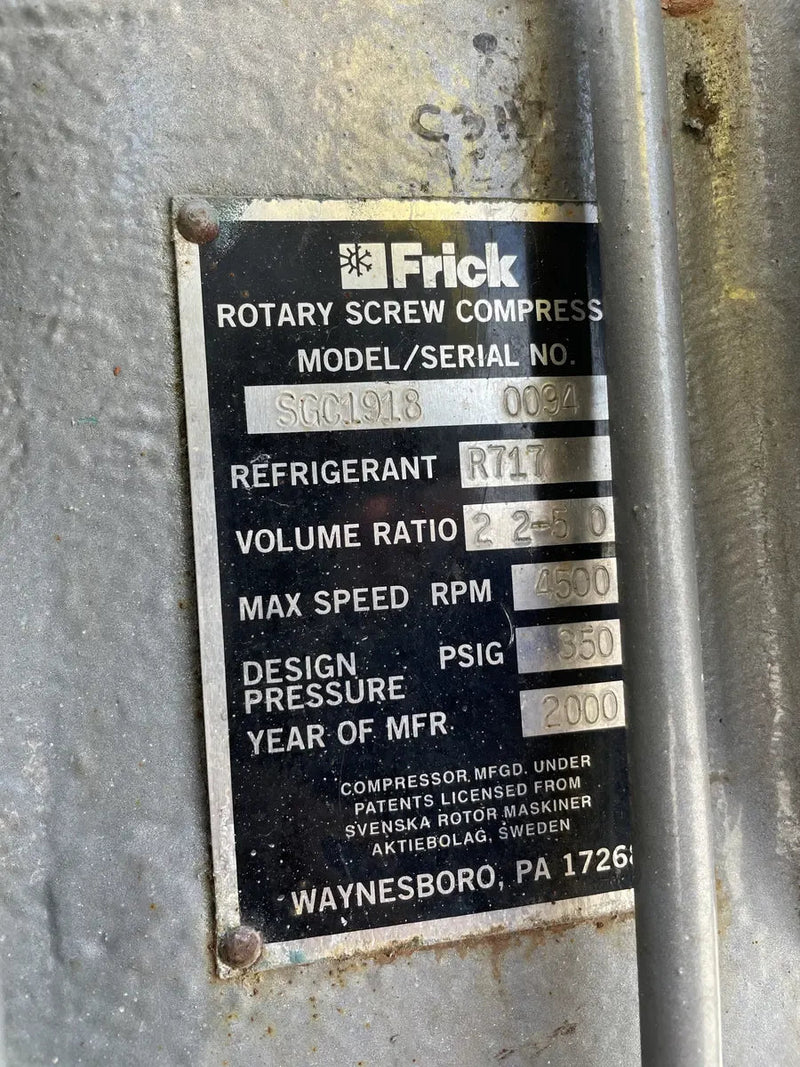 C3H
Frick
ROTARY SCREW COMPRESS
MODEL/SERIAL NO.
SGC1918 0094
REFRIGERANT R717
VOLUME RATIO 2 2-5 0
MAX SPEED RPM 4500
DESIGN PRESSURE PSIG 350
YEAR OF MFR. 2000
COMPRESSOR MFGD. UNDER
PATENTS LICENSED FROM
SVENSKA ROTOR MASKINER
AKTIEBOLAG, SWEDEN
WAYNESBORO, PA 17268